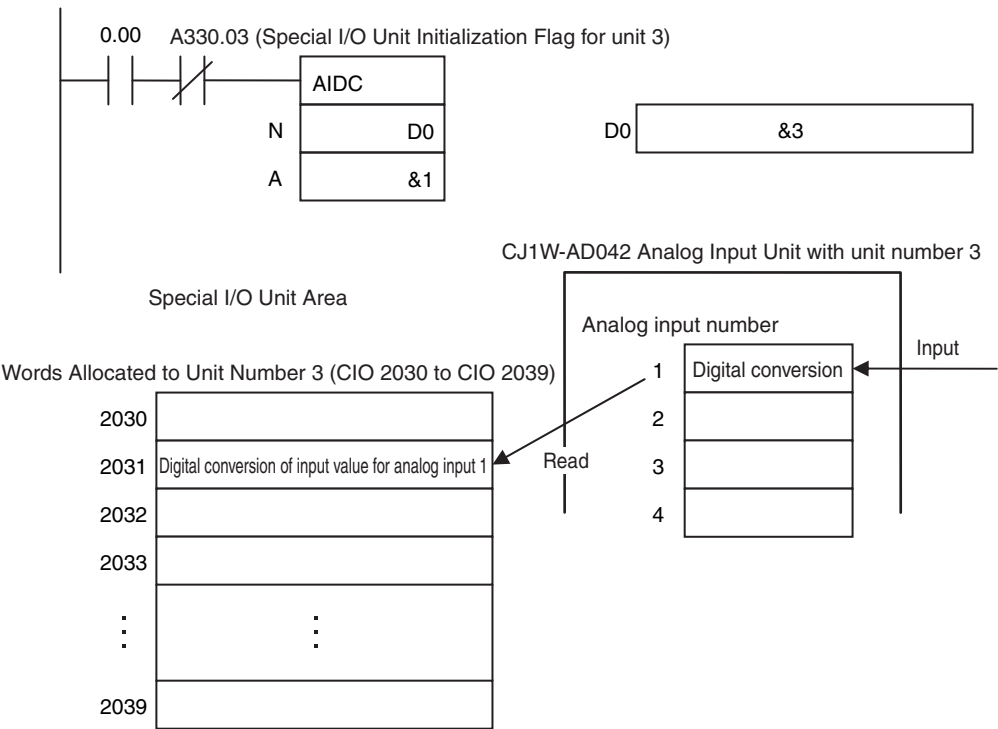 0.00 A330.03 (Special I/O Unit Initialization Flag for unit 3)
AIDC
N D0
A &1
D0 &3
CJ1W-AD042 Analog Input Unit with unit number 3
Special I/O Unit Area
Analog input number
Input
Words Allocated to Unit Number 3 (CIO 2030 to CIO 2039)
1 Digital conversion
2030
2
2031 Digital conversion of input value for analog input 1
Read
3
2032
4
2033
2039